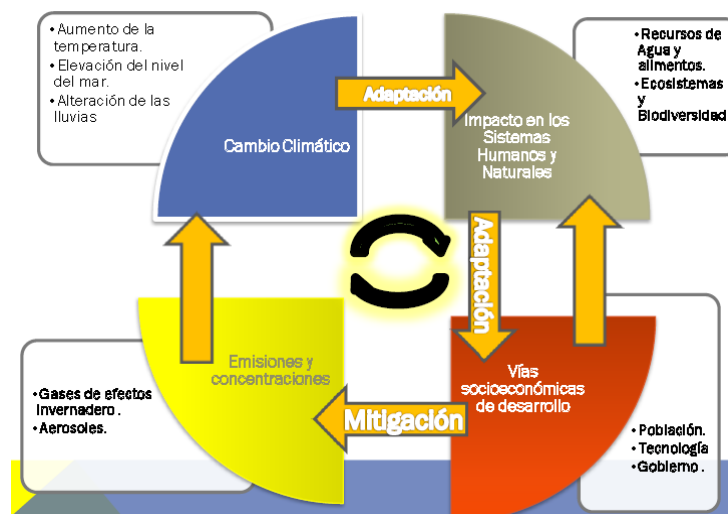 • Aumento de la
temperatura.
• Elevación del nivel
del mar.
• Alteración de las
lluvias
Cambio Climático
Adaptación
Impacto en los
Sistemas
Humanos y
Naturales
• Recursos de
Agua y
alimentos.
• Ecosistemas
y
Biodiversidad
Adaptación
Emisiones y
concentraciones
• Gases de efectos
Invernadero .
• Aerosoles.
Mitigación
Vías
socioeconómicas
de desarrollo
• Población.
• Tecnología
• Gobierno .